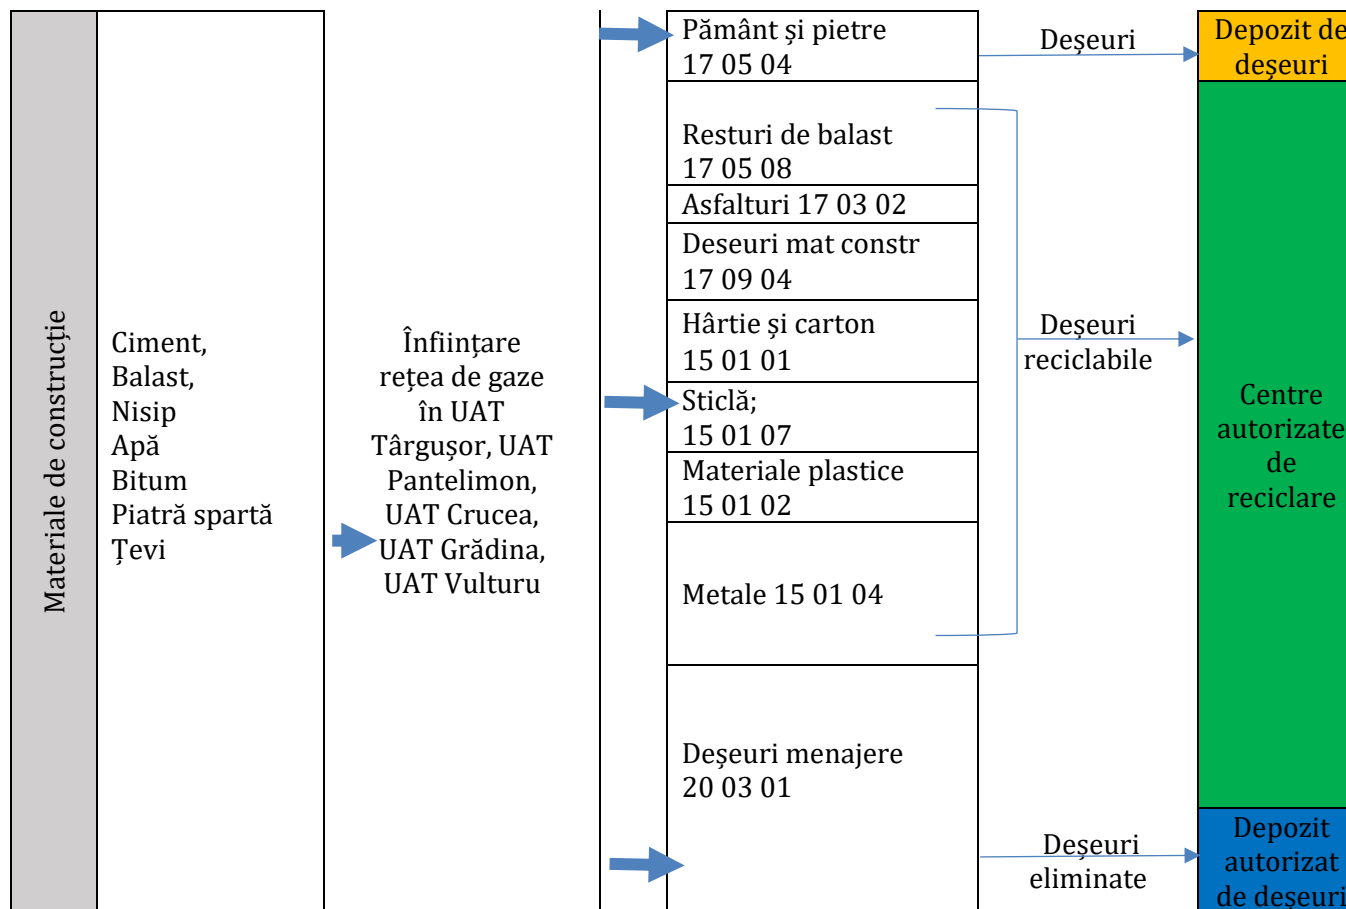 Materiale de construcție
Ciment,
Balast,
Nisip
Apă
Bitum
Piatră spartă
Țevi
Înființare
rețea de gaze
în UAT
Târgușor, UAT
Pantelimon,
UAT Crucea,
UAT Grădina,
UAT Vulturu
Pământ și pietre
17 05 04
Resturi de balast
17 05 08
Asfalturi 17 03 02
Deseuri mat constr
17 09 04
Hârtie și carton
15 01 01
Sticlă;
15 01 07
Materiale plastice
15 01 02
Metale 15 01 04
Deșeuri menajere
20 03 01
Deșeuri
Deșeuri
reciclabile
Deșeuri
eliminate
Depozit de
deșeuri
Centre
autorizate
de
reciclare
Depozit
autorizat
de deșeuri